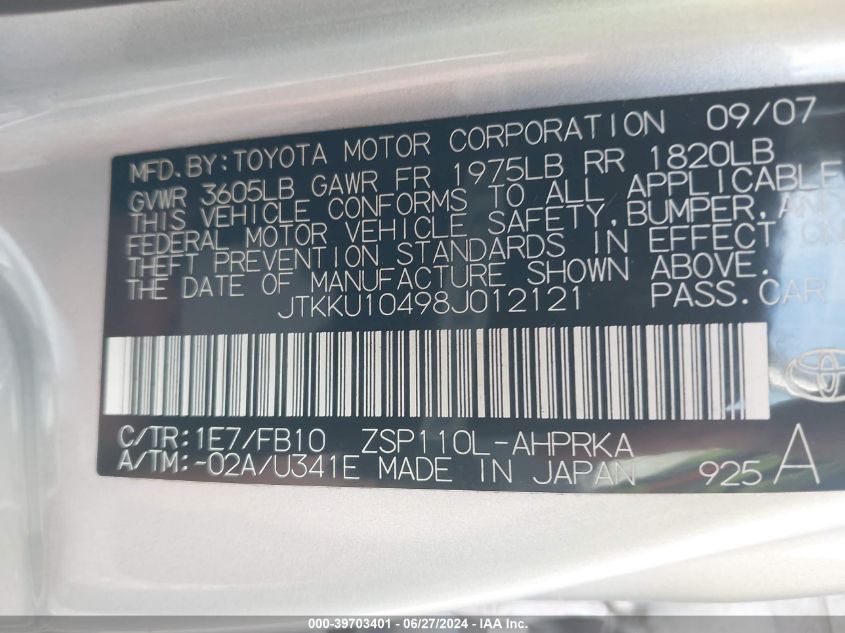 09/07
MFD. BY: TOYOTA MOTOR CORPORATION
GVWR 3605LB GAWR FR 1975LB RR 1820LB
THIS VEHICLE CONFORMS TO ALL APPLICABLE
FEDERAL MOTOR VEHICLE SAFETY, BUMPER,
THEFT PREVENTION STANDARDS IN EFFECT
THE DATE OF MANUFACTURE SHOWN ABOVE.
JTKKU10498J012121 PASS. CAR
C/TR: 1E7/FB10 ZSP110L-AHPRKA
A/TM: -02A/U341E MADE IN JAPAN 925 A
000-39703401 / 06/27/2024 - IAA Inc.